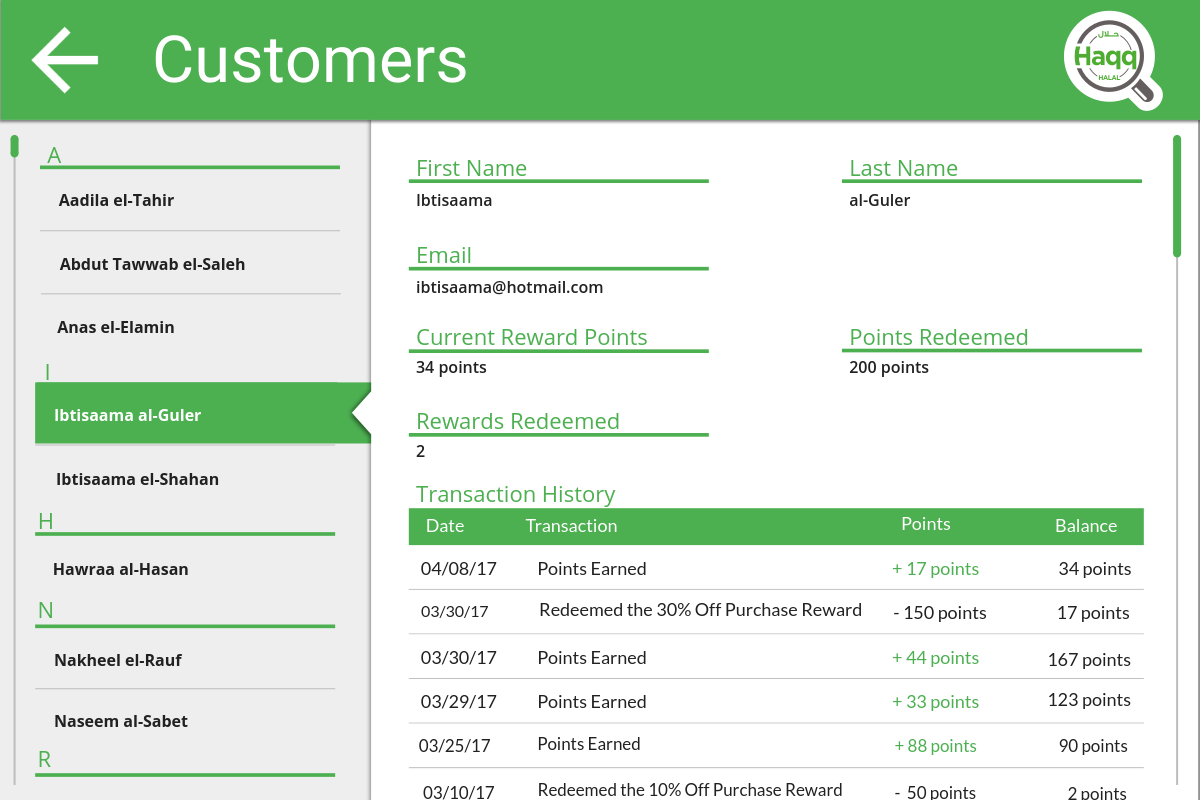 Customers
حلال
Haqq
HALAL
A
Aadila el-Tahir
Abdut Tawwab el-Saleh
Anas el-Elamin
I
Ibtisaama al-Guler
Ibtisaama el-Shahan
H
Hawraa al-Hasan
N
Nakheel el-Rauf
Naseem al-Sabet
R
First Name
Ibtisaama
Last Name
al-Guler
Email
ibtisaama@hotmail.com
Current Reward Points
34 points
Points Redeemed
200 points
Rewards Redeemed
2
Transaction History
Date Transaction Points Balance
04/08/17 Points Earned + 17 points 34 points
03/30/17 Redeemed the 30% Off Purchase Reward - 150 points 17 points
03/30/17 Points Earned + 44 points 167 points
03/29/17 Points Earned + 33 points 123 points
03/25/17 Points Earned + 88 points 90 points
03/10/17 Redeemed the 10% Off Purchase Reward - 50 points 2 points